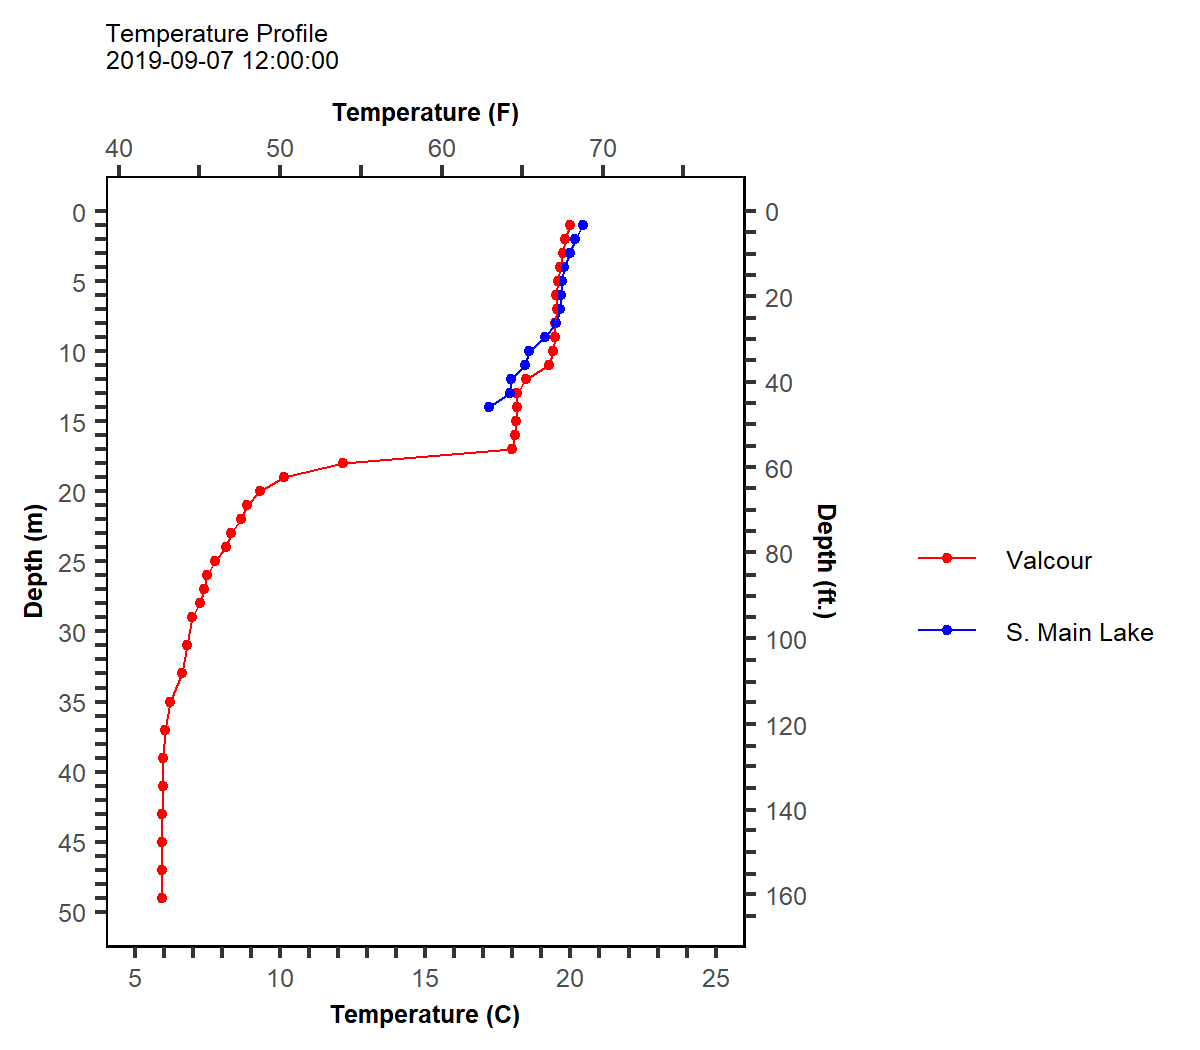 Temperature Profile
2019-09-07 12:00:00
Temperature (F)
40 50 60 70
0 5 10 15 20 25 30 35 40 45 50
Depth (m)
0 20 40 60 80 100 120 140 160
Depth (ft.)
Valcour
S. Main Lake
5 10 15 20 25
Temperature (C)